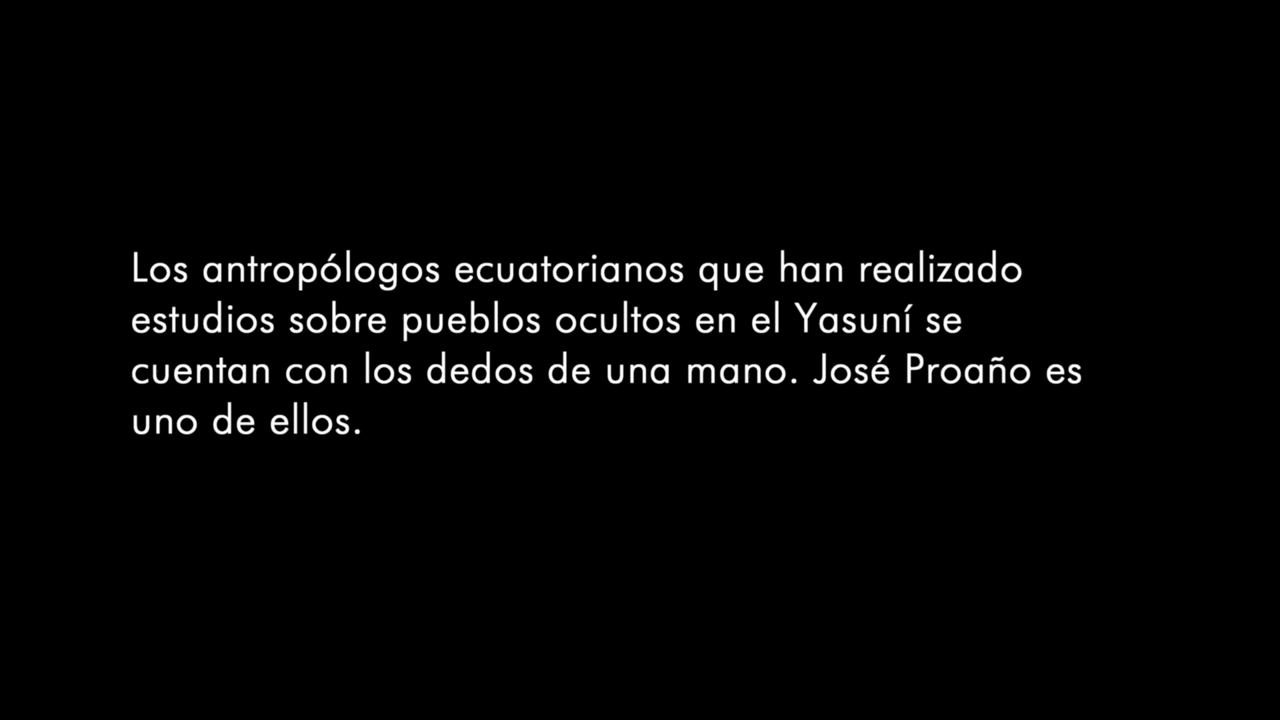 Los antropólogos ecuatorianos que han realizado
estudios sobre pueblos ocultos en el Yasuní se
cuentan con los dedos de una mano. José Proaño es
uno de ellos.